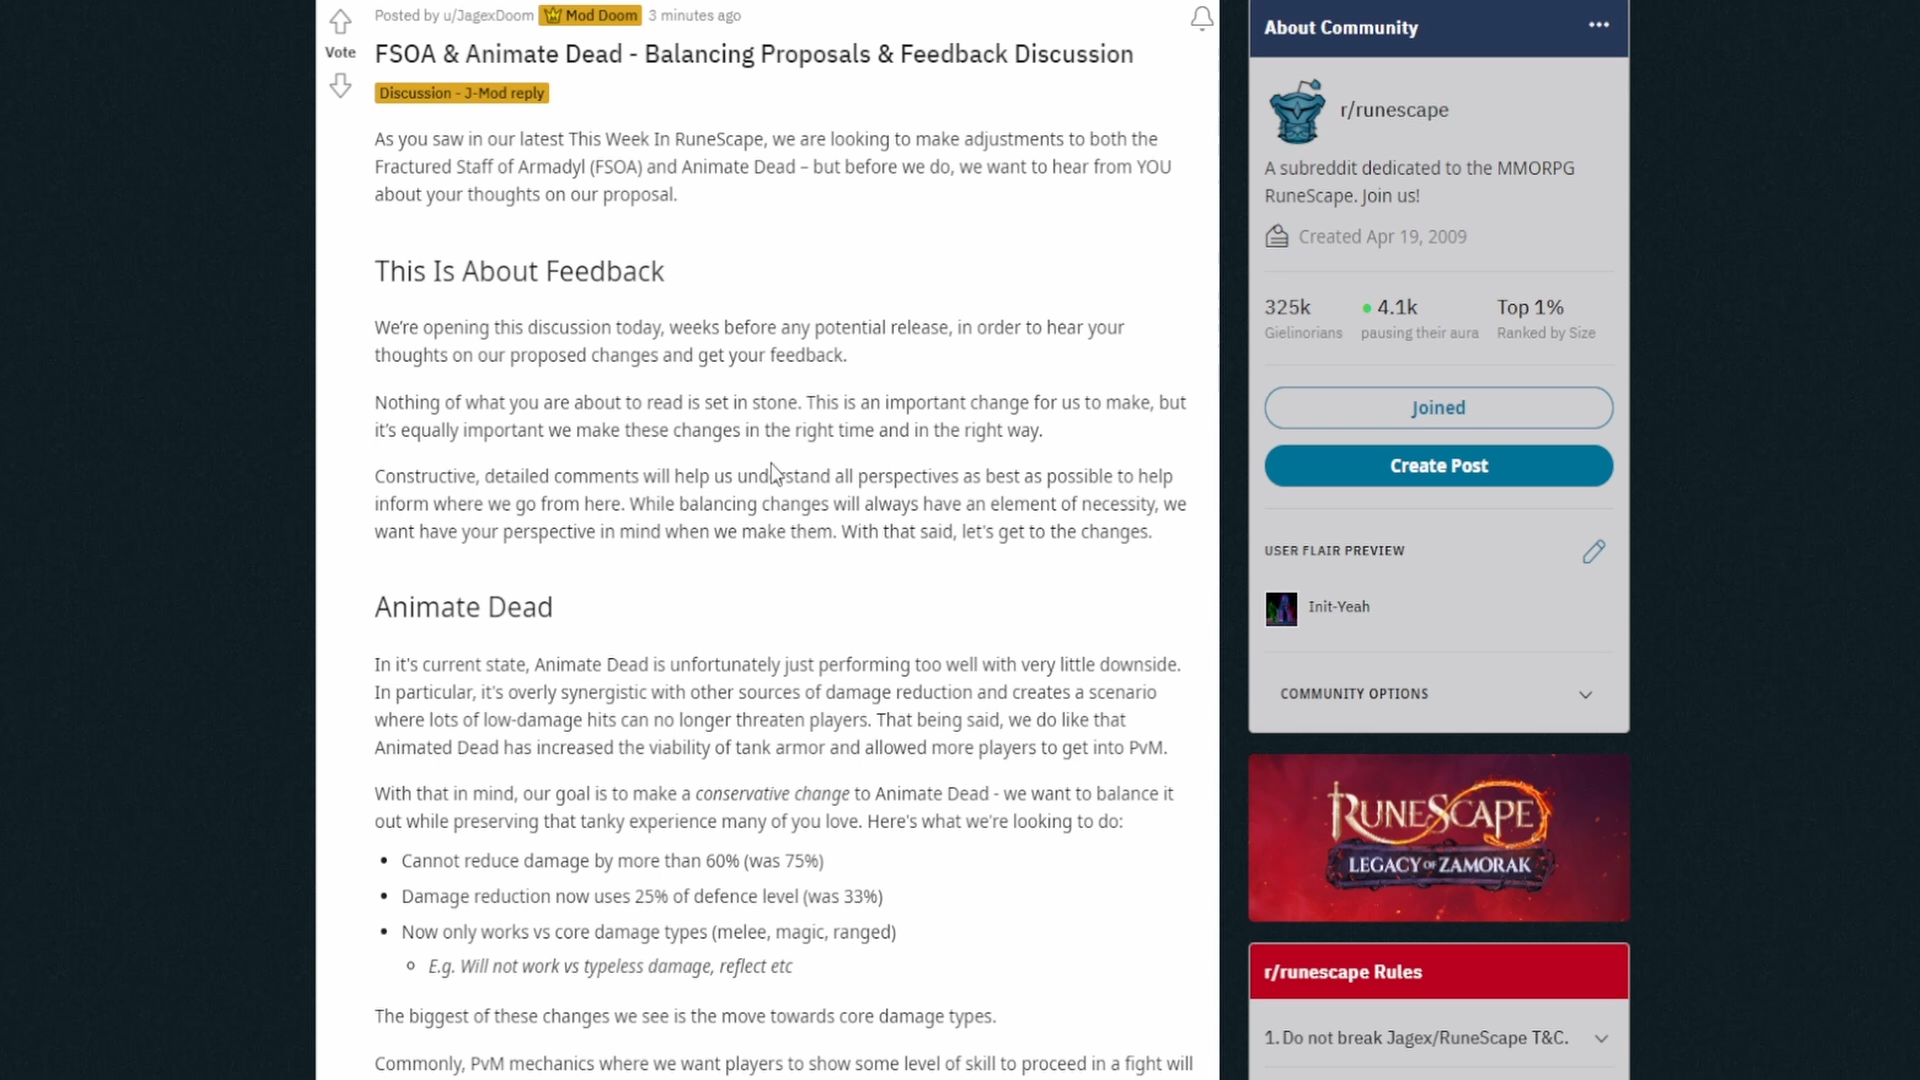 Posted by u/JagexDoom Mod Doom 3 minutes ago
Vote
FSOA & Animate Dead - Balancing Proposals & Feedback Discussion
Discussion - J-Mod reply
As you saw in our latest This Week In RuneScape, we are looking to make adjustments to both the
Fractured Staff of Armadyl (FSOA) and Animate Dead – but before we do, we want to hear from YOU
about your thoughts on our proposal.
This Is About Feedback
We’re opening this discussion today, weeks before any potential release, in order to hear your
thoughts on our proposed changes and get your feedback.
Nothing of what you are about to read is set in stone. This is an important change for us to make, but
it’s equally important we make these changes in the right time and in the right way.
Constructive, detailed comments will help us understand all perspectives as best as possible to help
inform where we go from here. While balancing changes will always have an element of necessity, we
want have your perspective in mind when we make them. With that said, let's get to the changes.
Animate Dead
In it's current state, Animate Dead is unfortunately just performing too well with very little downside.
In particular, it's overly synergistic with other sources of damage reduction and creates a scenario
where lots of low-damage hits can no longer threaten players. That being said, we do like that
Animated Dead has increased the viability of tank armor and allowed more players to get into PvM.
With that in mind, our goal is to make a conservative change to Animate Dead - we want to balance it
out while preserving that tanky experience many of you love. Here's what we're looking to do:
• Cannot reduce damage by more than 60% (was 75%)
• Damage reduction now uses 25% of defence level (was 33%)
• Now only works vs core damage types (melee, magic, ranged)
◦ E.g. Will not work vs typeless damage, reflect etc
The biggest of these changes we see is the move towards core damage types.
Commonly, PvM mechanics where we want players to show some level of skill to proceed in a fight will
About Community
r/runescape
A subreddit dedicated to the MMORPG
RuneScape. Join us!
Created Apr 19, 2009
325k 4.1k Top 1%
Gielinorians pausing their aura Ranked by Size
Joined
Create Post
USER FLAIR PREVIEW
Init-Yeah
COMMUNITY OPTIONS
RUNESCAPE
LEGACY OF ZAMORAK
r/runescape Rules
1. Do not break Jagex/RuneScape T&C.